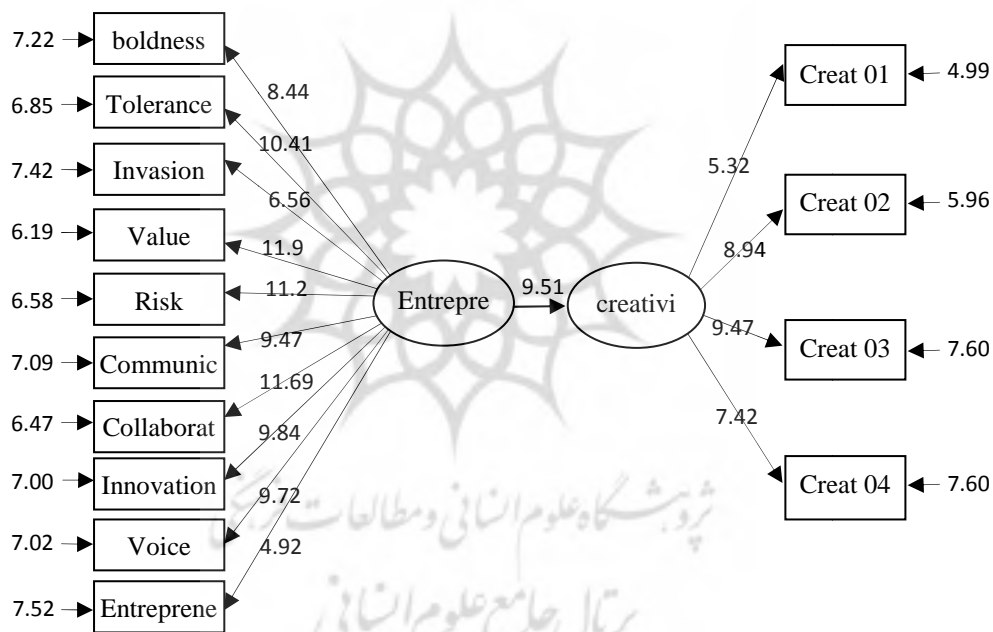 7.22 boldness
6.85 Tolerance
7.42 Invasion
6.19 Value
6.58 Risk
7.09 Communic
6.47 Collaborat
7.00 Innovation
7.02 Voice
7.52 Entreprene
8.44
10.41
6.56
11.9
11.2
9.47
11.69
9.84
9.72
4.92
Entrepre
9.51
creativi
5.32
8.94
9.47
7.42
Creat 01 4.99
Creat 02 5.96
Creat 03 7.60
Creat 04 7.60
پژوهشگاه علوم انسانی و مطالعات فرهنگی
پرتال جامع علوم انسانی